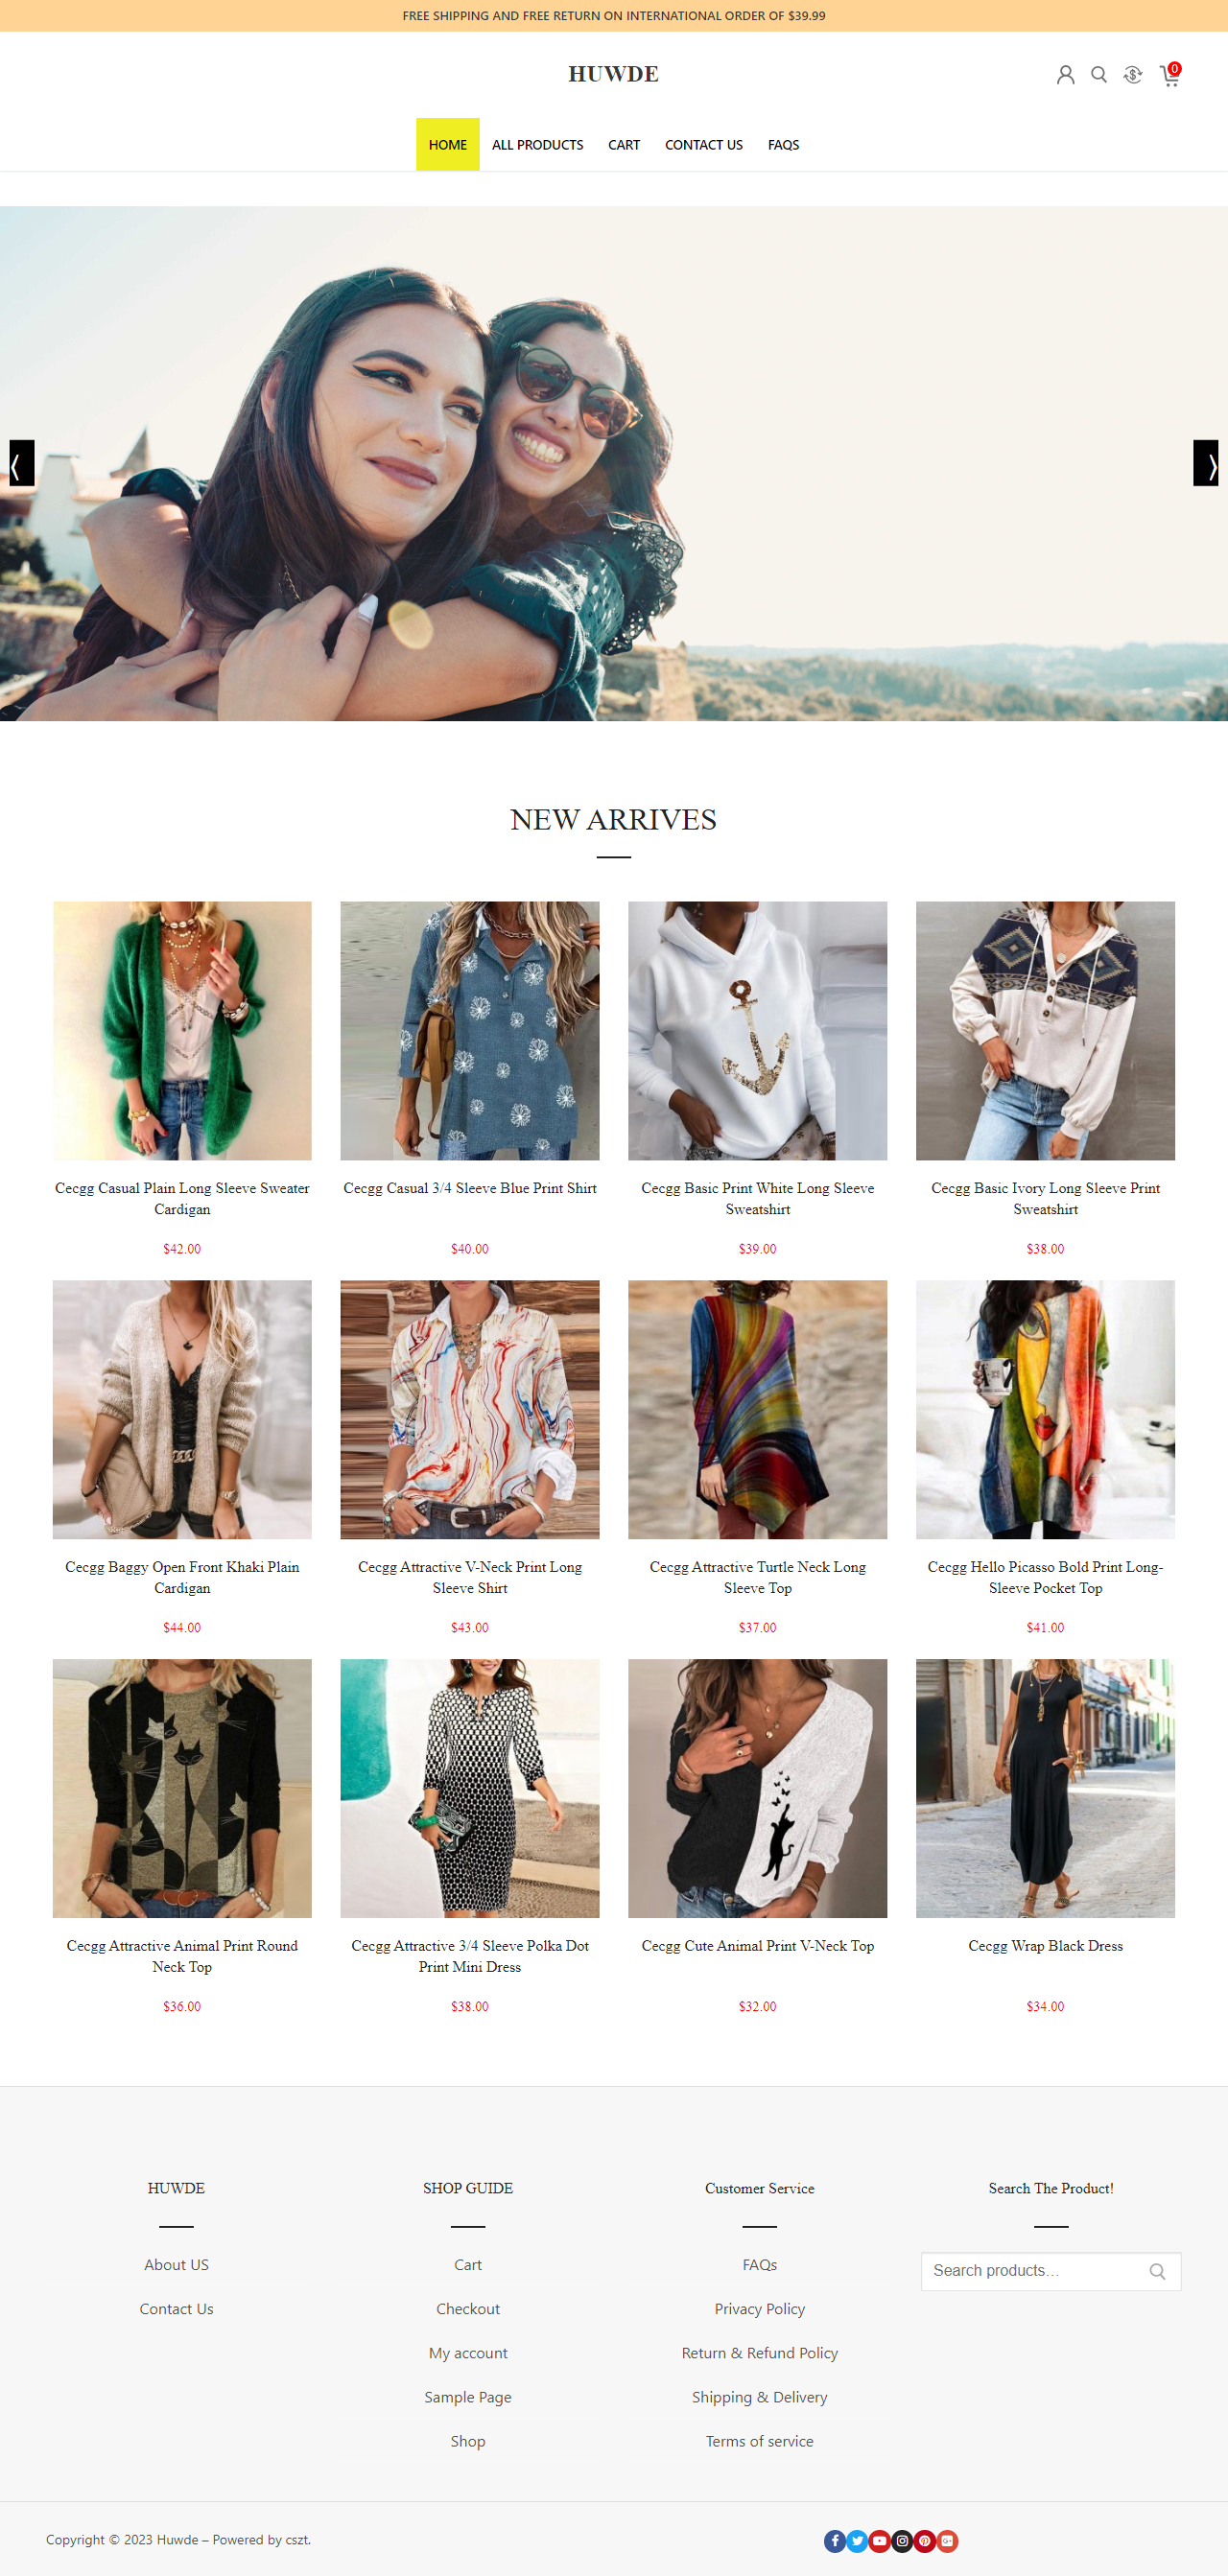 FREE SHIPPING AND FREE RETURN ON INTERNATIONAL ORDER OF $39.99
HUWDE
0
HOME ALL PRODUCTS CART CONTACT US FAQS
NEW ARRIVES
Cecgg Casual Plain Long Sleeve Sweater
Cardigan
$42.00
Cecgg Casual 3/4 Sleeve Blue Print Shirt
$40.00
Cecgg Basic Print White Long Sleeve
Sweatshirt
$39.00
Cecgg Basic Ivory Long Sleeve Print
Sweatshirt
$38.00
Cecgg Baggy Open Front Khaki Plain
Cardigan
$44.00
Cecgg Attractive V-Neck Print Long
Sleeve Shirt
$43.00
Cecgg Attractive Turtle Neck Long
Sleeve Top
$37.00
Cecgg Hello Picasso Bold Print Long-
Sleeve Pocket Top
$41.00
Cecgg Attractive Animal Print Round
Neck Top
$36.00
Cecgg Attractive 3/4 Sleeve Polka Dot
Print Mini Dress
$38.00
Cecgg Cute Animal Print V-Neck Top
$32.00
Cecgg Wrap Black Dress
$34.00
HUWDE
About US
Contact Us
SHOP GUIDE
Cart
Checkout
My account
Sample Page
Shop
Customer Service
FAQs
Privacy Policy
Return & Refund Policy
Shipping & Delivery
Terms of service
Search The Product!
Search products…
Copyright © 2023 Huwde – Powered by cszt.